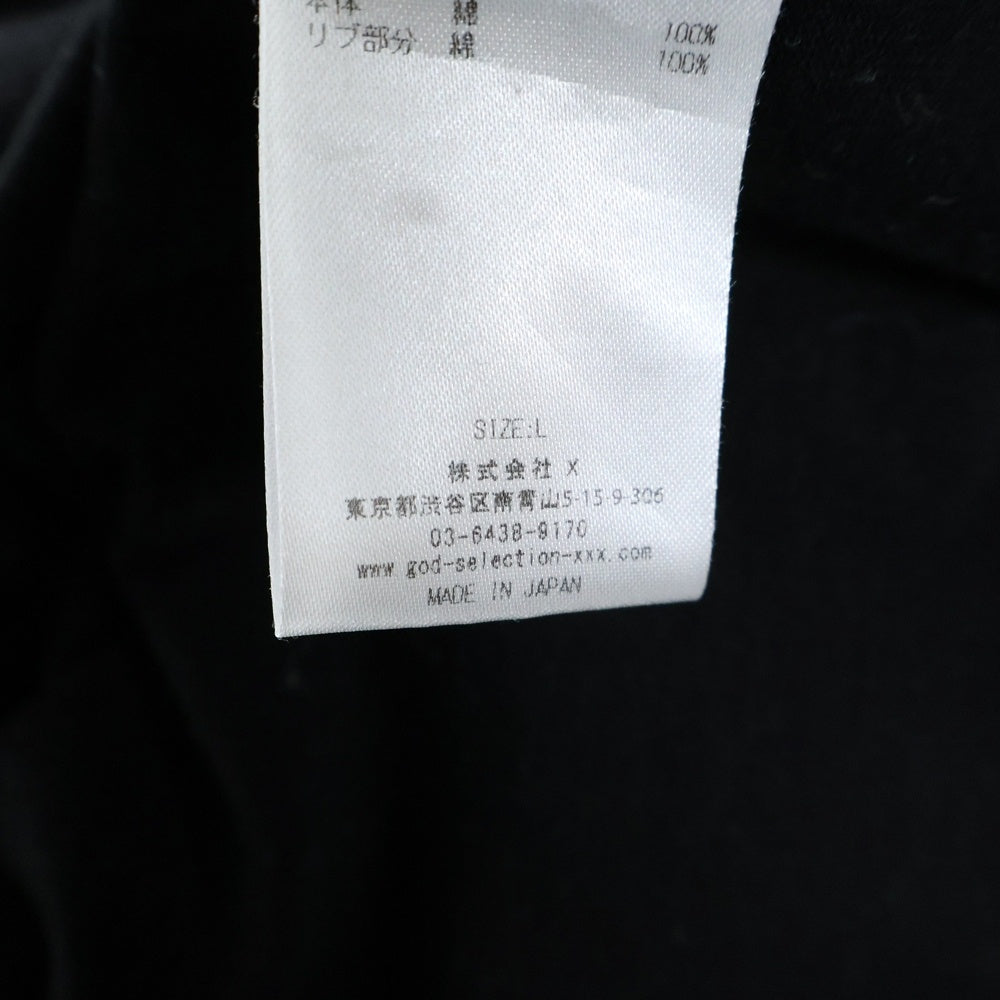 本体 綿 100%
リブ部分 綿 100%
SIZE:L
株式会社 X
東京都渋谷区南青山5-15-9-306
03-6438-9170
www.god-selection-xxx.com
MADE IN JAPAN